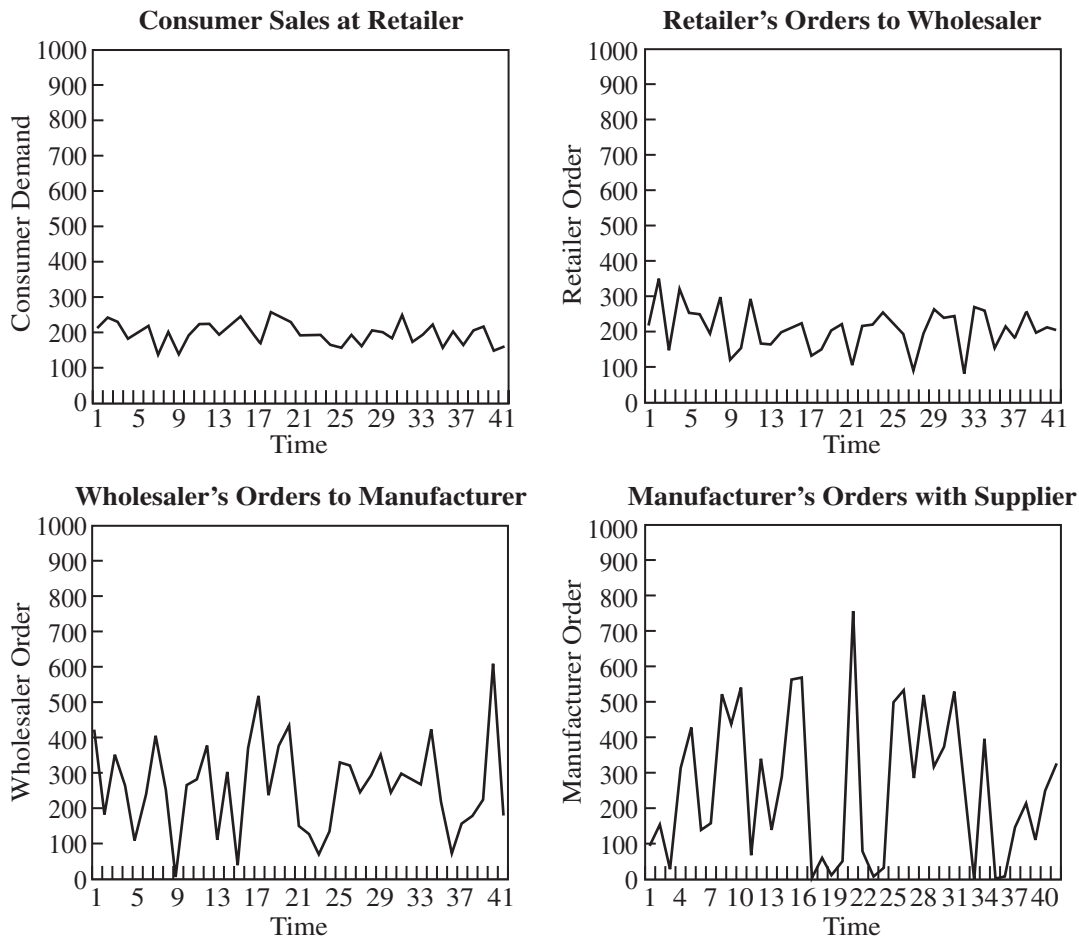 Consumer Sales at Retailer
Consumer Demand
1000
900
800
700
600
500
400
300
200
100
0
1 5 9 13 17 21 25 29 33 37 41
Time
Retailer's Orders to Wholesaler
Retailer Order
1000
900
800
700
600
500
400
300
200
100
0
1 5 9 13 17 21 25 29 33 37 41
Time
Wholesaler's Orders to Manufacturer
Wholesaler Order
1000
900
800
700
600
500
400
300
200
100
0
1 5 9 13 17 21 25 29 33 37 41
Time
Manufacturer's Orders with Supplier
Manufacturer Order
1000
900
800
700
600
500
400
300
200
100
0
1 4 7 10 13 16 19 22 25 28 31 34 37 40
Time